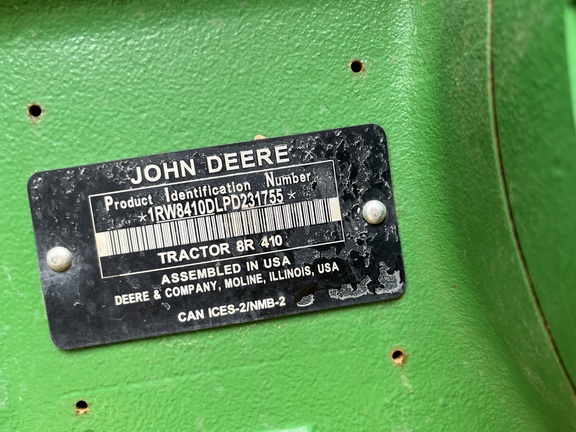 JOHN DEERE
Product Identification Number
*1RW8410DLPD231755*
TRACTOR 8R 410
ASSEMBLED IN USA
DEERE & COMPANY, MOLINE, ILLINOIS, USA
CAN ICES-2/NMB-2